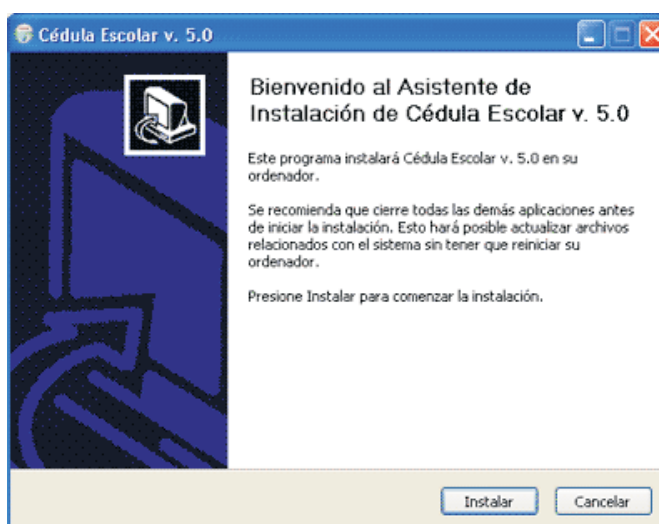 Cédula Escolar v. 5.0
Bienvenido al Asistente de
Instalación de Cédula Escolar v. 5.0
Este programa instalará Cédula Escolar v. 5.0 en su
ordenador.
Se recomienda que cierre todas las demás aplicaciones antes
de iniciar la instalación. Esto hará posible actualizar archivos
relacionados con el sistema sin tener que reiniciar su
ordenador.
Presione Instalar para comenzar la instalación.
Instalar
Cancelar